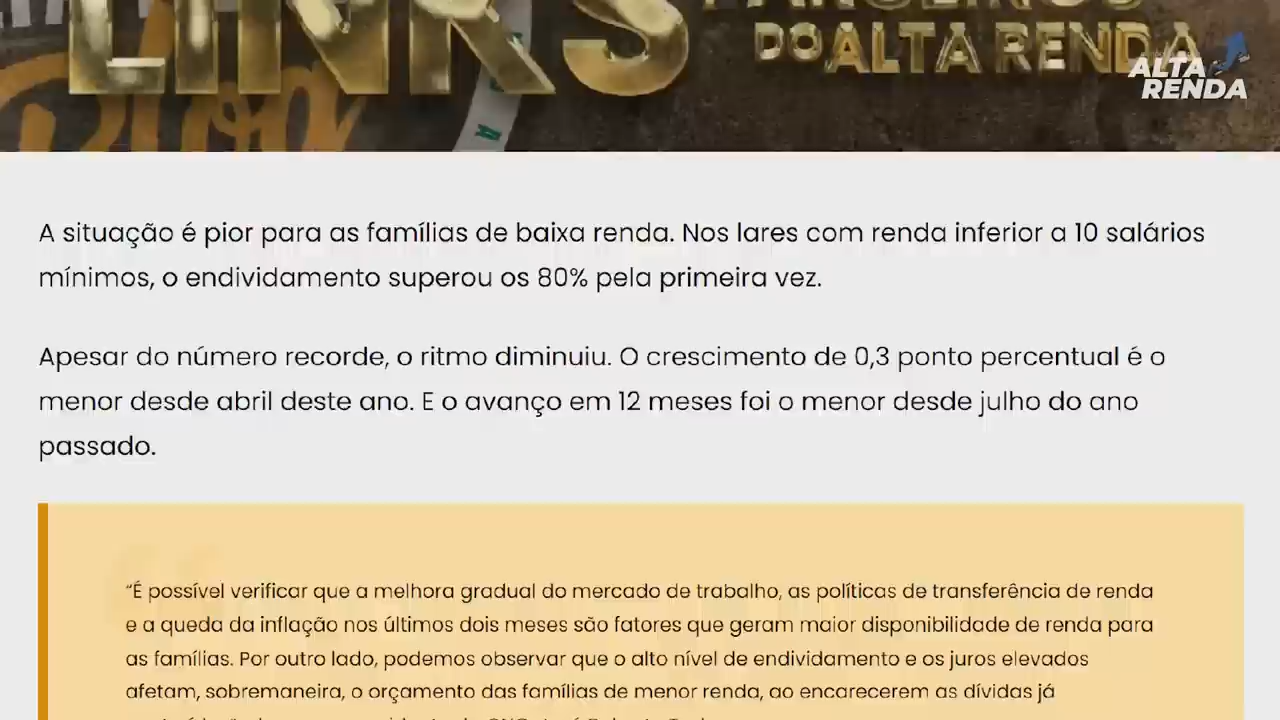 LINKS
PARCEIROS
DO ALTA RENDA
ALTA
RENDA
Blog
A situação é pior para as famílias de baixa renda. Nos lares com renda inferior a 10 salários
mínimos, o endividamento superou os 80% pela primeira vez.
Apesar do número recorde, o ritmo diminuiu. O crescimento de 0,3 ponto percentual é o
menor desde abril deste ano. E o avanço em 12 meses foi o menor desde julho do ano
passado.
“É possível verificar que a melhora gradual do mercado de trabalho, as políticas de transferência de renda
e a queda da inflação nos últimos dois meses são fatores que geram maior disponibilidade de renda para
as famílias. Por outro lado, podemos observar que o alto nível de endividamento e os juros elevados
afetam, sobremaneira, o orçamento das famílias de menor renda, ao encarecerem as dívidas já